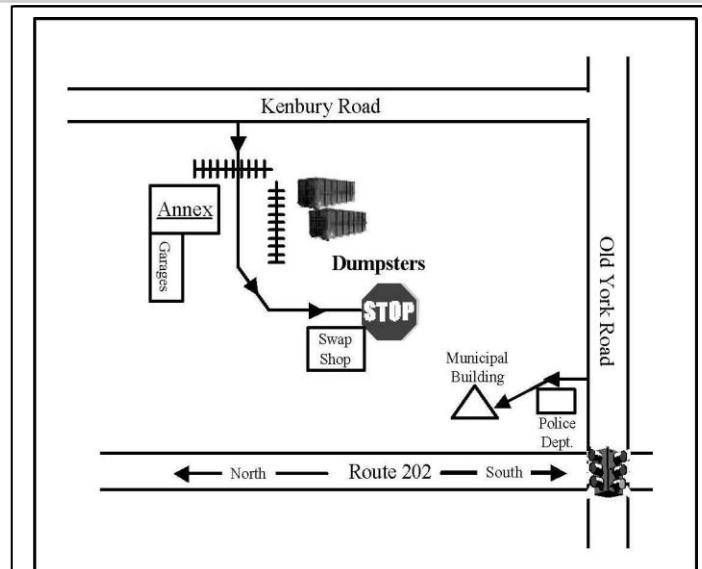 Kenbury Road
Annex
Garages
Dumpsters
Old York Road
STOP
Swap
Shop
Municipal
Building
Police
Dept.
North
Route 202
South